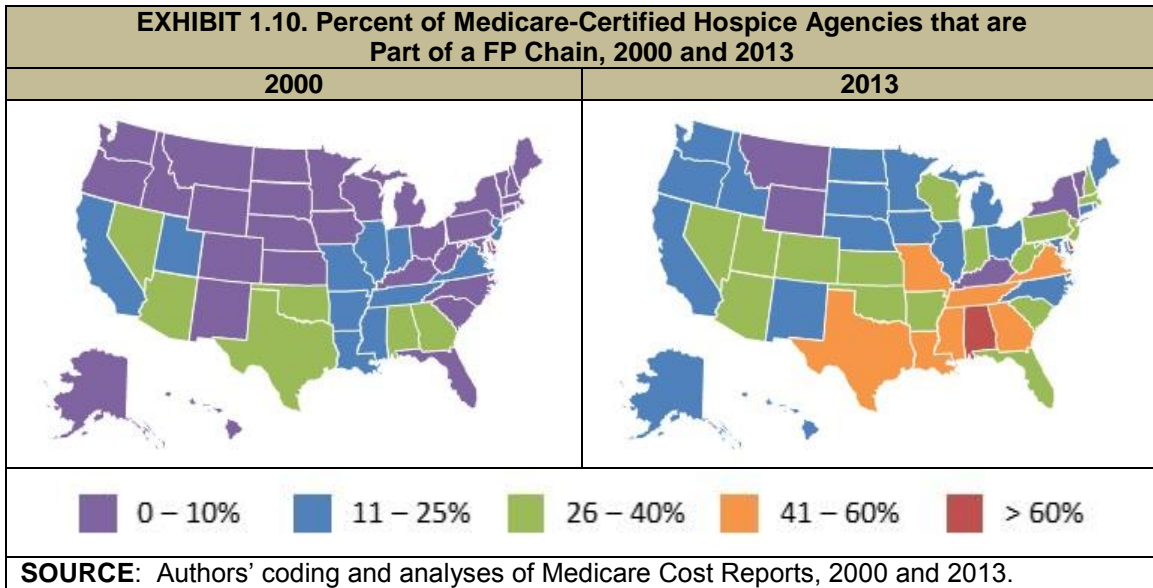 EXHIBIT 1.10. Percent of Medicare-Certified Hospice Agencies that are
Part of a FP Chain, 2000 and 2013
2000
2013
0 – 10%
11 – 25%
26 – 40%
41 – 60%
> 60%
SOURCE: Authors' coding and analyses of Medicare Cost Reports, 2000 and 2013.